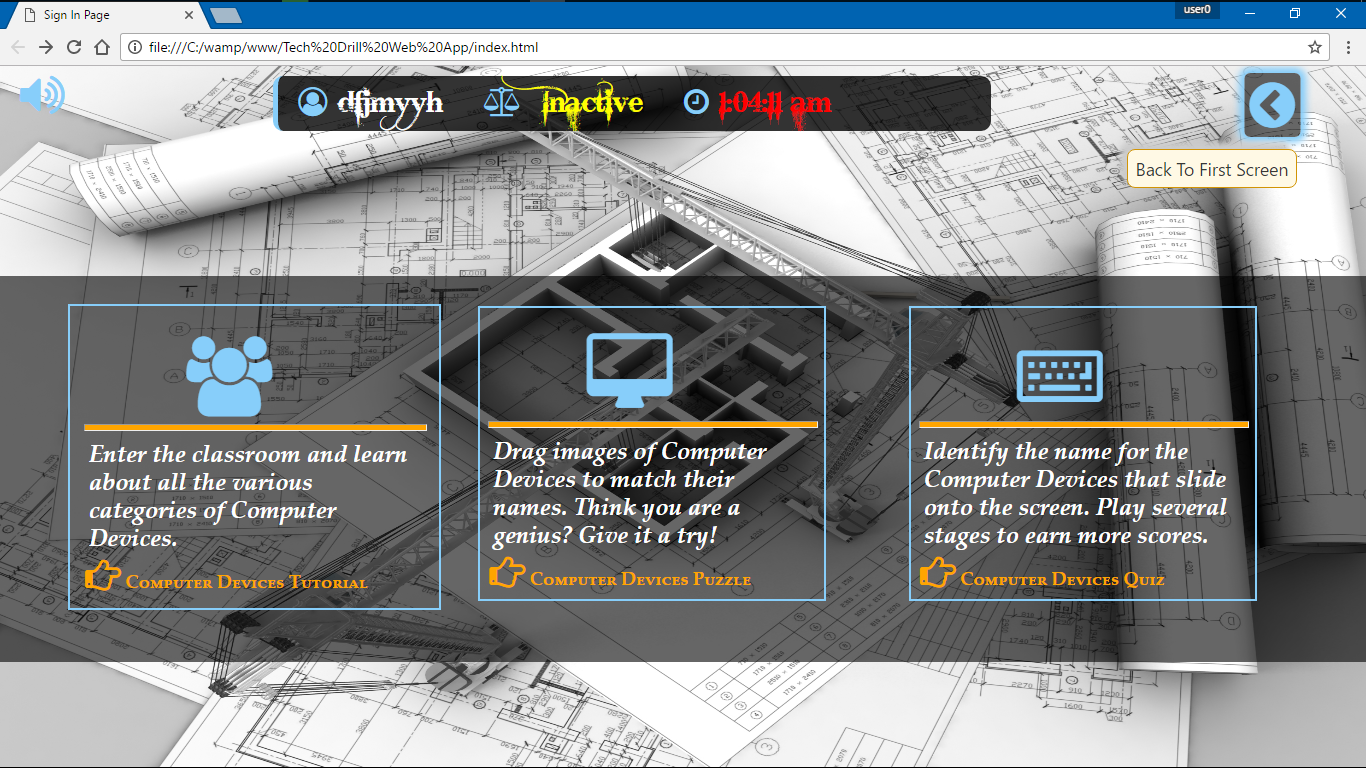 Sign In Page
user0
file:///C:/wamp/www/Tech%20Drill%20Web%20App/index.html
dfjmyyh
Inactive
1:04:11 am
Back To First Screen
Enter the classroom and learn
about all the various
categories of Computer
Devices.
Computer Devices Tutorial
Drag images of Computer
Devices to match their
names. Think you are a
genius? Give it a try!
Computer Devices Puzzle
Identify the name for the
Computer Devices that slide
onto the screen. Play several
stages to earn more scores.
Computer Devices Quiz